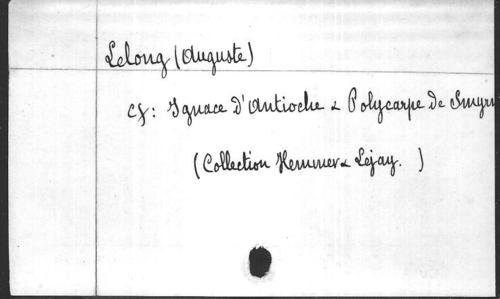 Lelong (Auguste)
cf: Ignace D'Antioche & Polycarpe de Smyrn
(Collection Hemmer & Lejay. )